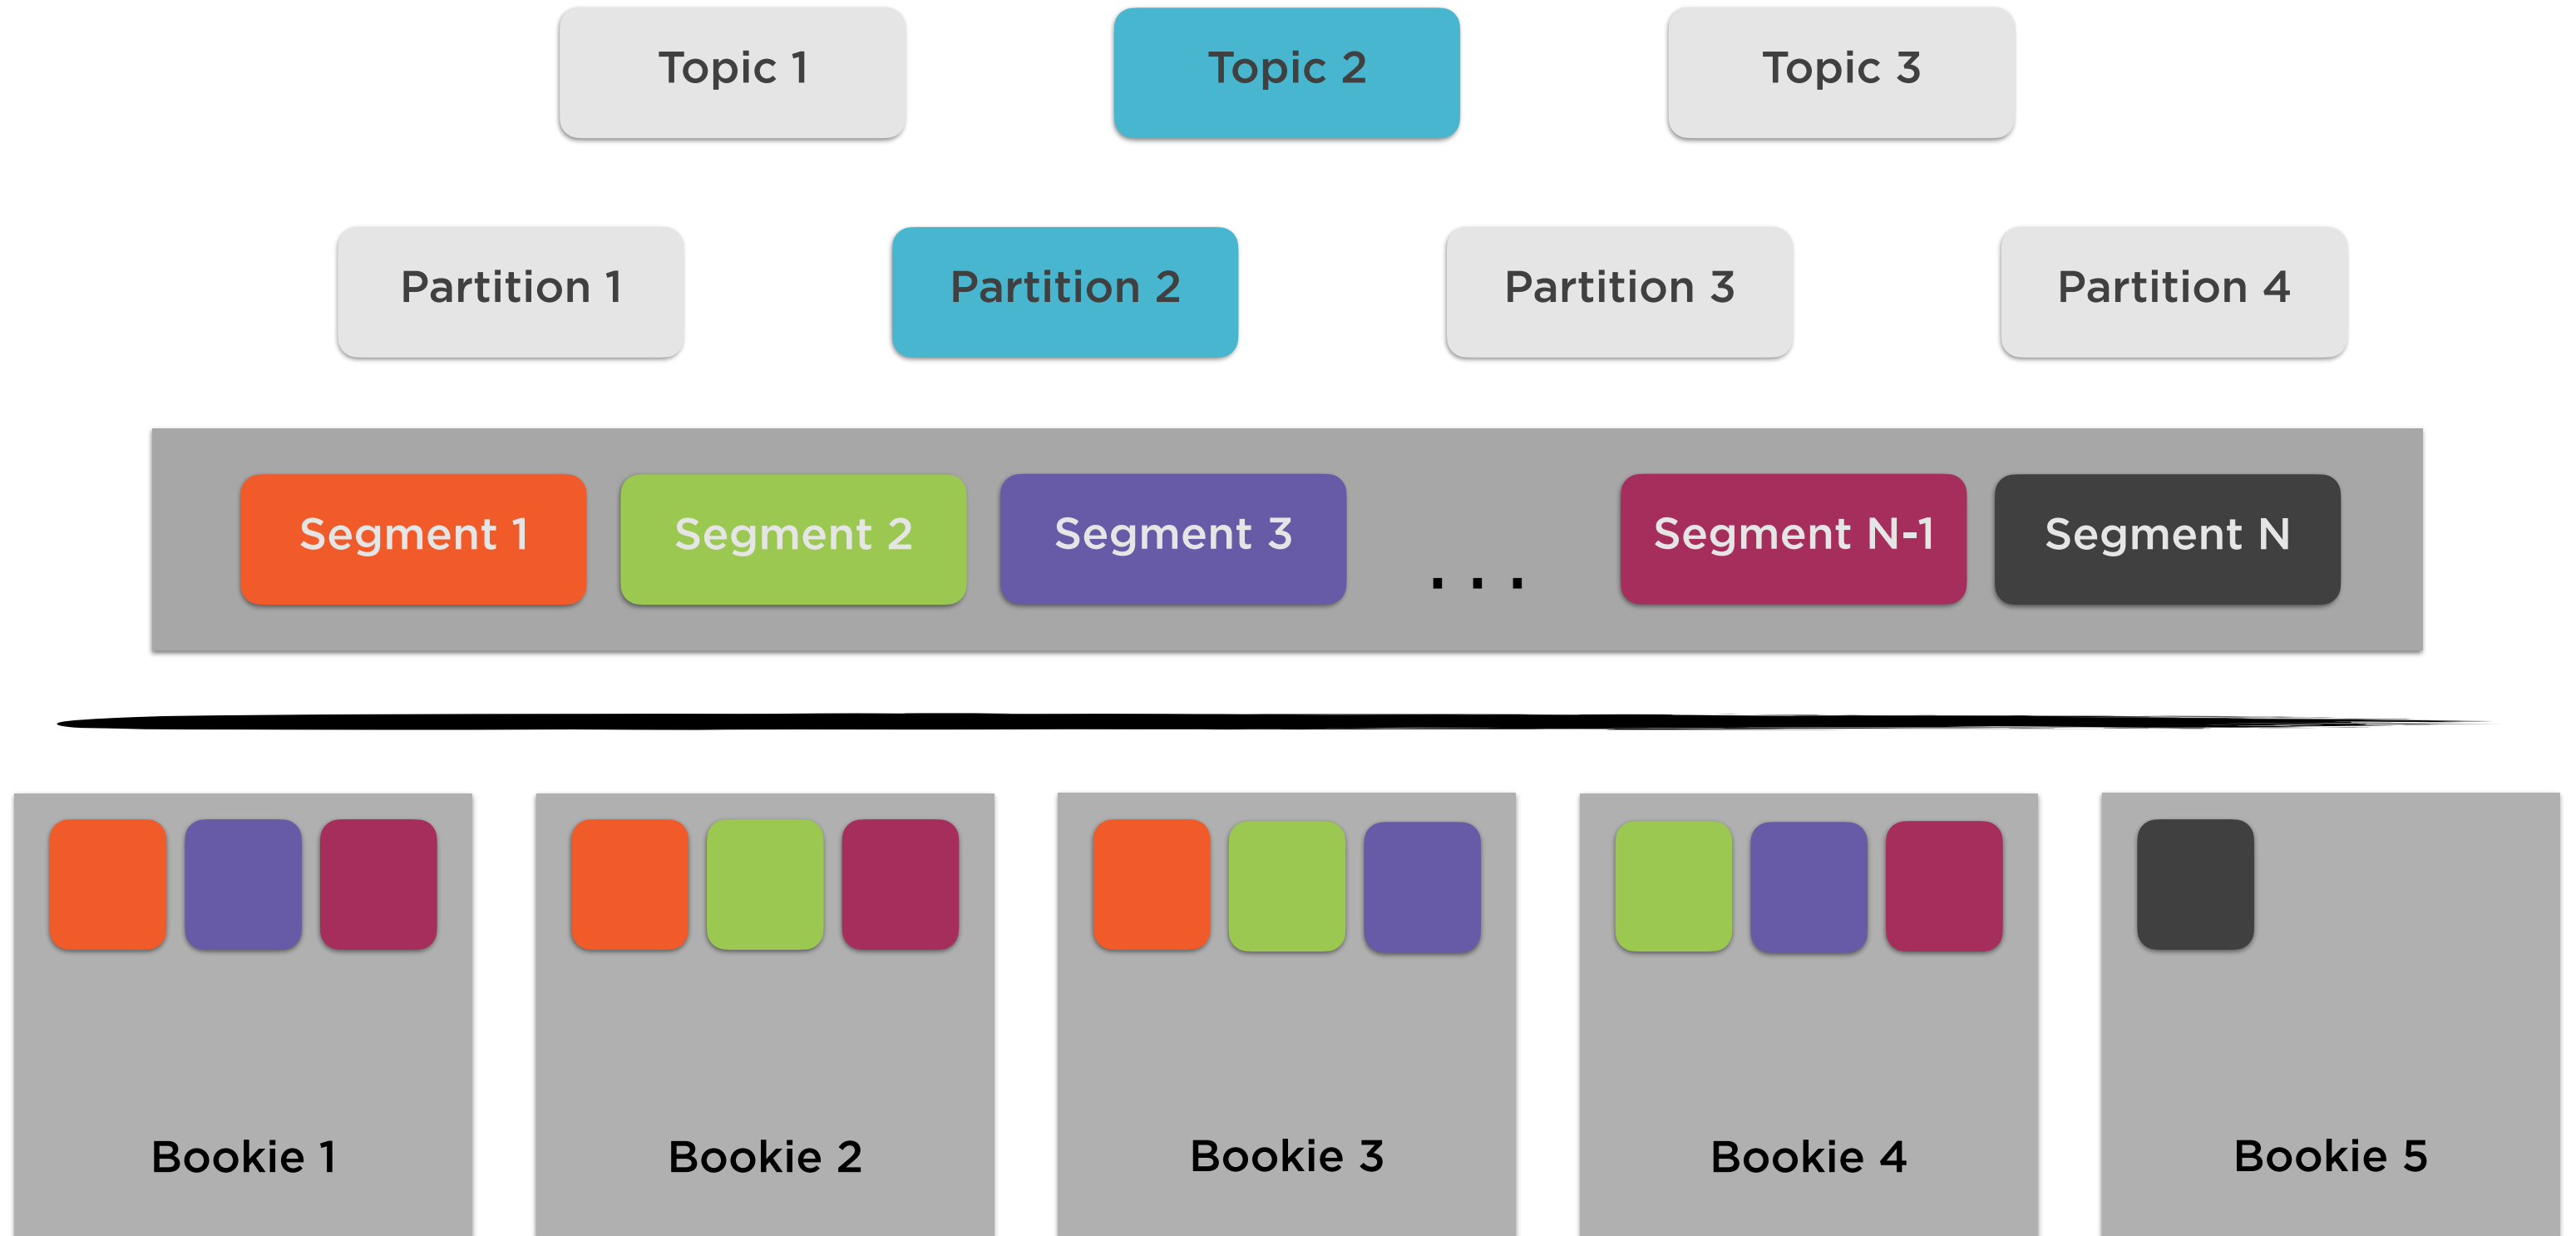 Topic 1
Topic 2
Topic 3
Partition 1
Partition 2
Partition 3
Partition 4
Segment 1
Segment 2
Segment 3
. . .
Segment N-1
Segment N
Bookie 1
Bookie 2
Bookie 3
Bookie 4
Bookie 5